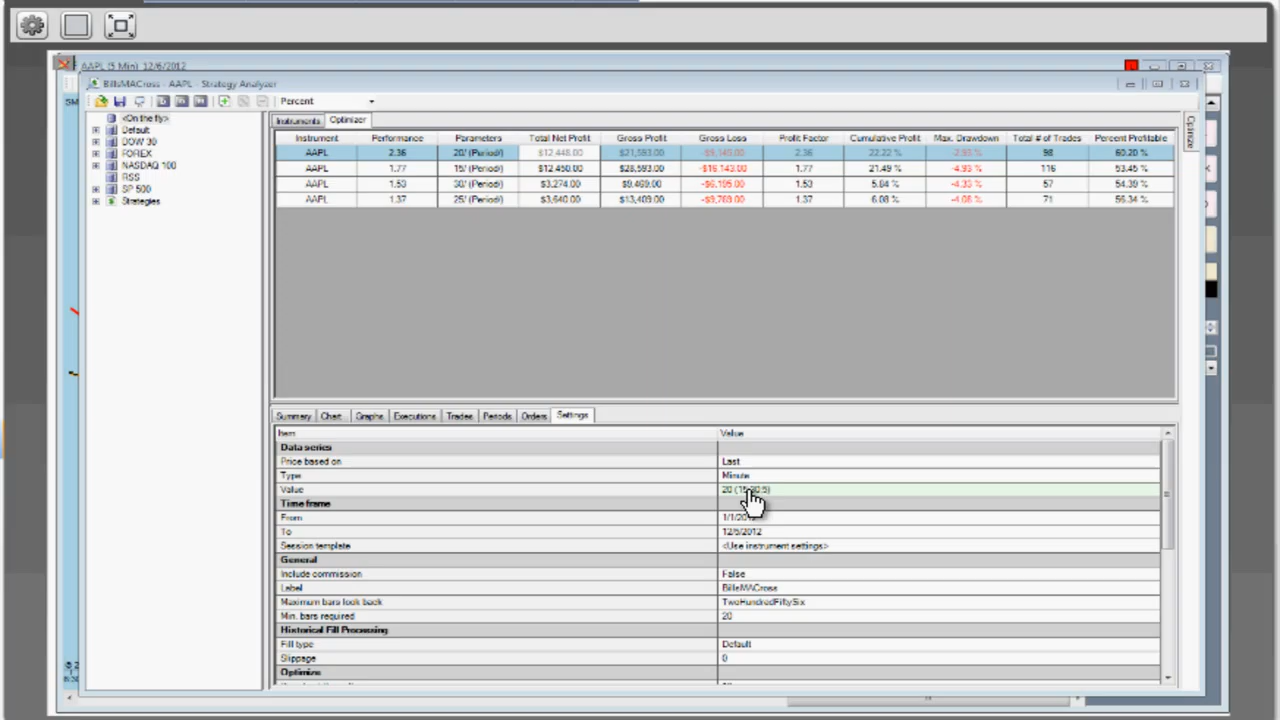 AAPL (5 Min) 12/6/2012
BillsMACross - AAPL - Strategy Analyzer
SM
Percent
<On the fly>
Default
DOW 30
FOREX
NASDAQ 100
RSS
SP 500
Strategies
Instruments Optimizer
Optimize
Instrument Performance Parameters Total Net Profit Gross Profit Gross Loss Profit Factor Cumulative Profit Max. Drawdown Total # of Trades Percent Profitable
AAPL 2.36 20/ (Period/) $12,448.00 $21,593.00 -$9,145.00 2.36 22.22 % 98 60.20 %
AAPL 1.77 15/ (Period/) $12,450.00 $28,593.00 -$16,143.00 1.77 21.49 % -4.93 % 116 53.45 %
AAPL 1.53 30/ (Period/) $3,274.00 $9,469.00 -$6,195.00 1.53 5.84 % -4.33 % 57 54.39 %
AAPL 1.37 25/ (Period/) $3,640.00 $13,409.00 -$9,769.00 1.37 6.08 % -4.08 % 71 56.34 %
Summary Chart Graphs Executions Trades Periods Orders Settings
Item Value
Data series
Price based on Last
Type Minute
Value 20
Time frame
From
To 12/5/2012
Session template <Use instrument settings>
General
Include commission False
Label BillsMACross
Maximum bars look back TwoHundredFiftySix
Min. bars required 20
Historical Fill Processing
Fill type Default
Slippage 0
Optimize